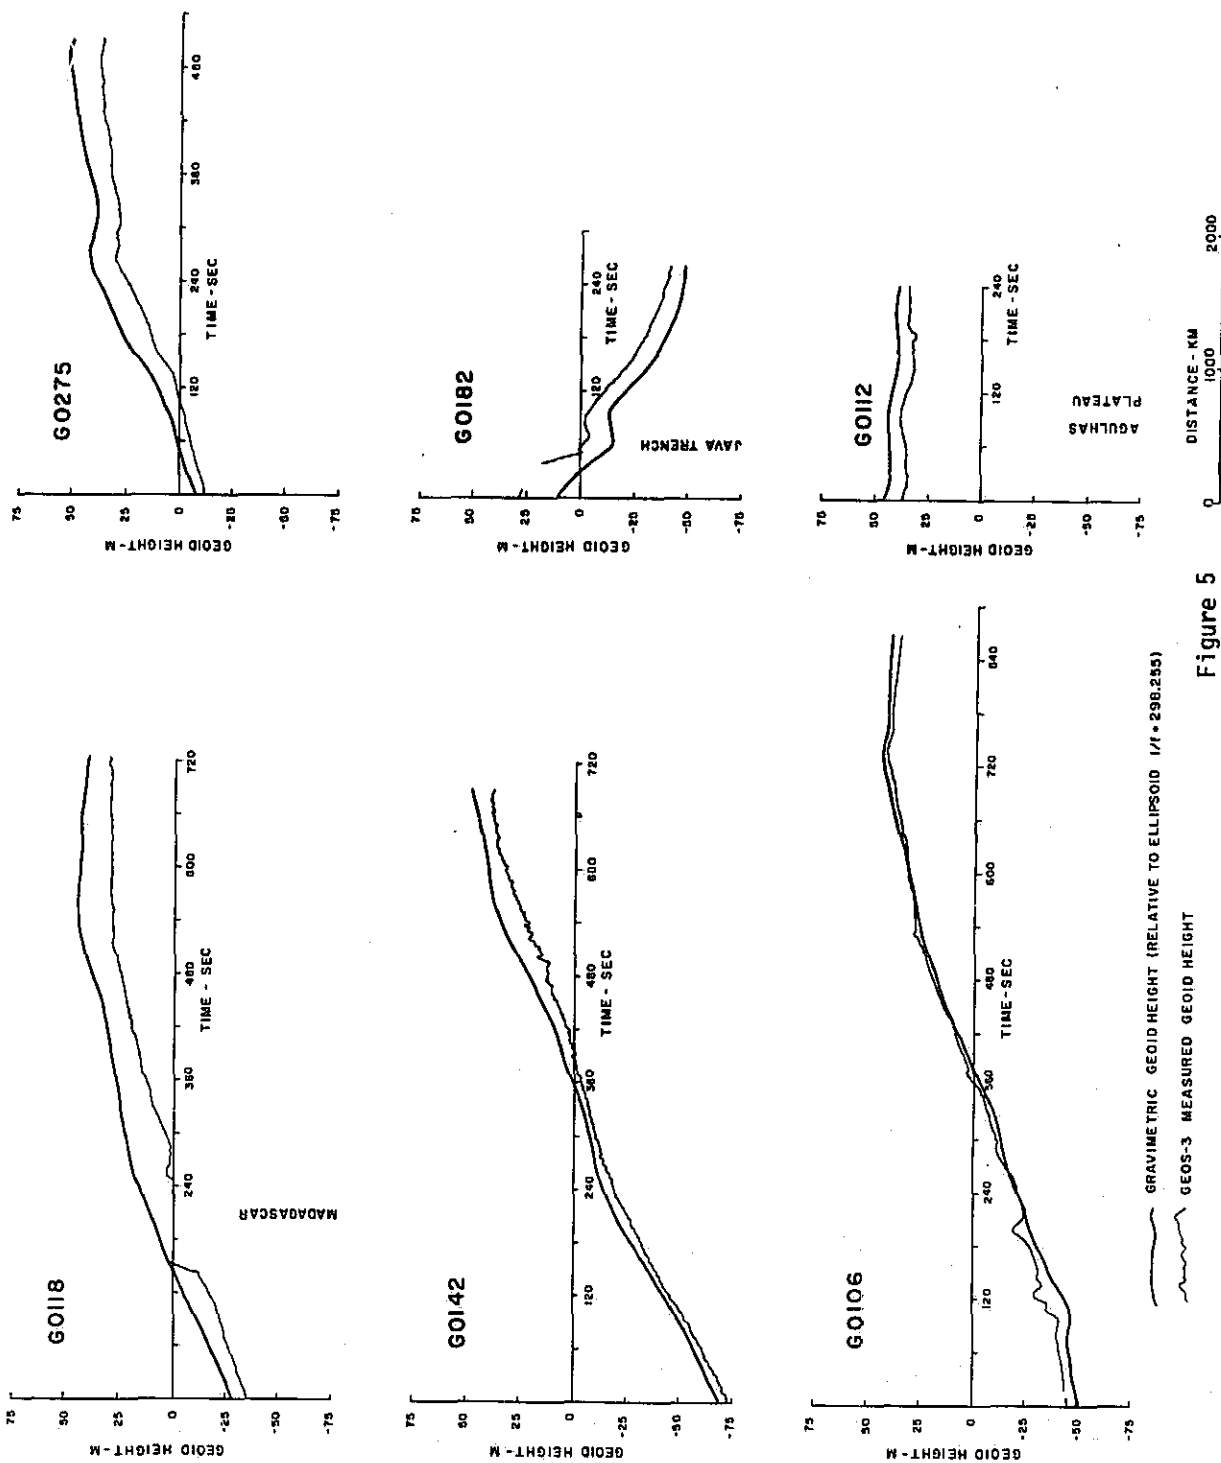 GO118
75
50
25
0
-25
-50
-75
GEOID HEIGHT-M
240
360
480
600
720
TIME - SEC
MADAGASCAR
GO275
75
50
25
0
-25
-50
-75
GEOID HEIGHT-M
120
240
360
480
TIME - SEC
GO142
75
50
25
0
-25
-50
-75
GEOID HEIGHT-M
120
240
360
480
600
720
TIME - SEC
GO182
75
50
25
0
-25
-50
-75
GEOID HEIGHT-M
120
240
TIME - SEC
JAVA TRENCH
GO106
75
50
25
0
-25
-50
-75
GEOID HEIGHT-M
120
240
360
480
600
720
840
TIME-SEC
GO112
75
50
25
0
-25
-50
-75
GEOID HEIGHT-M
120
240
TIME - SEC
AGULHAS
PLATEAU
GRAVIMETRIC GEOID HEIGHT (RELATIVE TO ELLIPSOID 1/f = 298.255)
GEOS-3 MEASURED GEOID HEIGHT
DISTANCE - KM
0
1000
2000
Figure 5